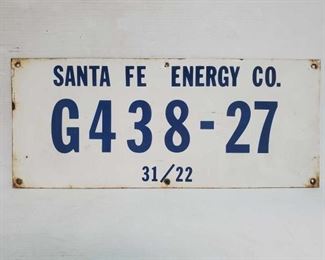 SANTA FE ENERGY CO.
G438-27
31/22